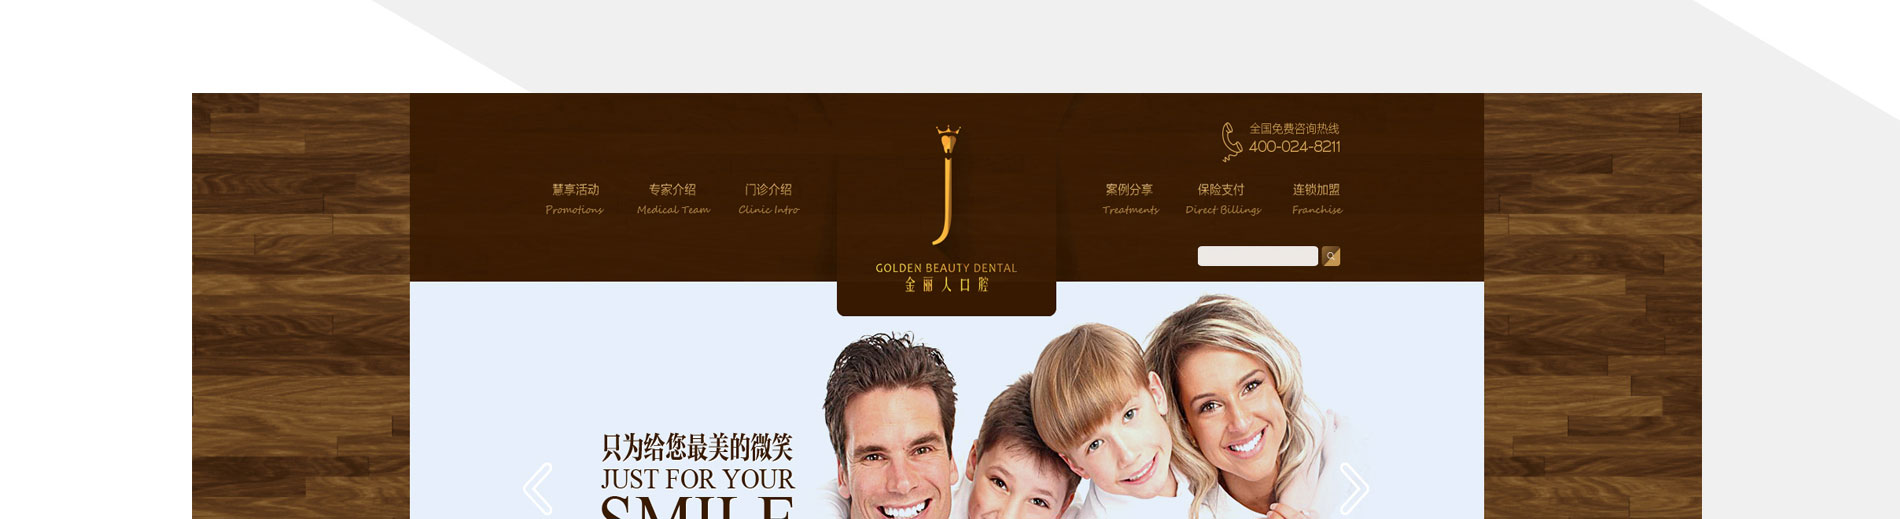 全国免费咨询热线
400-024-8211
慧享活动
专家介绍
门诊介绍
案例分享
保险支付
连锁加盟
Promotions
Medical Team
Clinic Intro
Treatments
Direct Billings
Franchise
GOLDEN BEAUTY DENTAL
金丽人口腔
只为给您最美的微笑
JUST FOR YOUR
SMILE